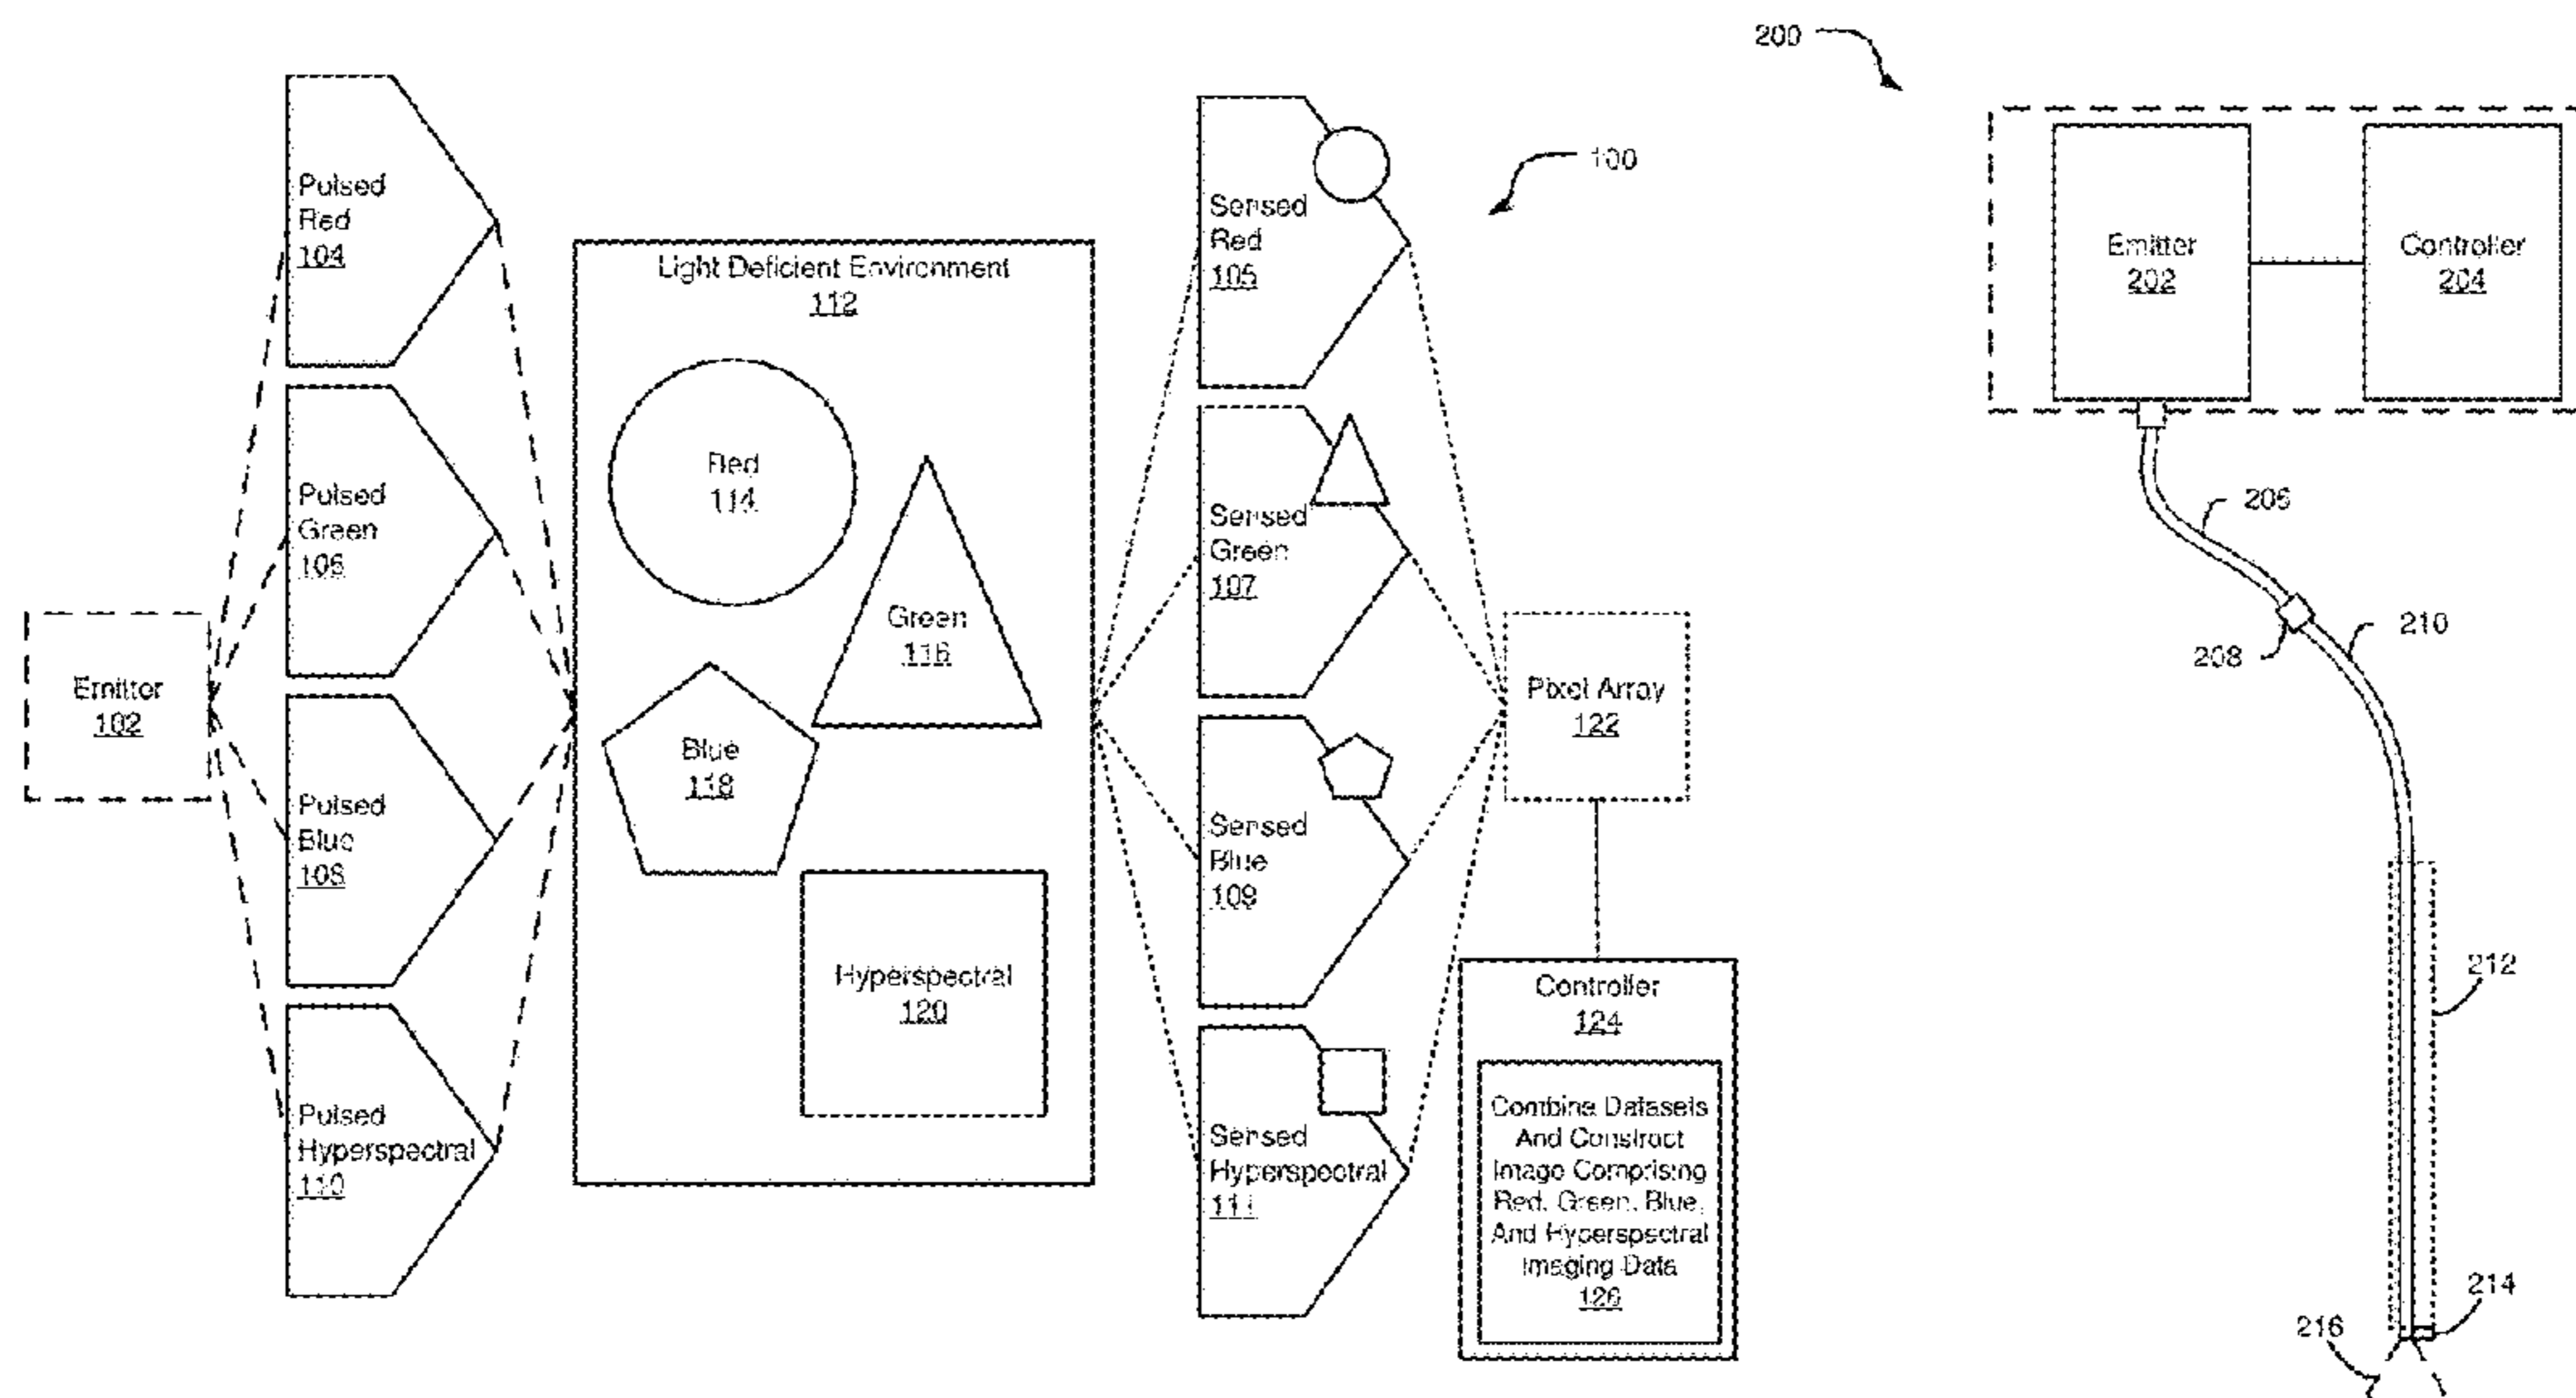 200
100
Pulsed
Red
104
Pulsed
Green
106
Pulsed
Blue
108
Pulsed
Hyperspectral
110
Emitter
102
Light Deficient Environment
112
Red
114
Green
116
Blue
118
Hyperspectral
120
Sensed
Red
105
Sensed
Green
107
Sensed
Blue
109
Sensed
Hyperspectral
111
Pixel Array
122
Controller
124
Combine Datasets
And Construct
Image Comprising
Red, Green, Blue,
And Hyperspectral
Imaging Data
126
Emitter
202
Controller
204
206
208
210
212
214
216